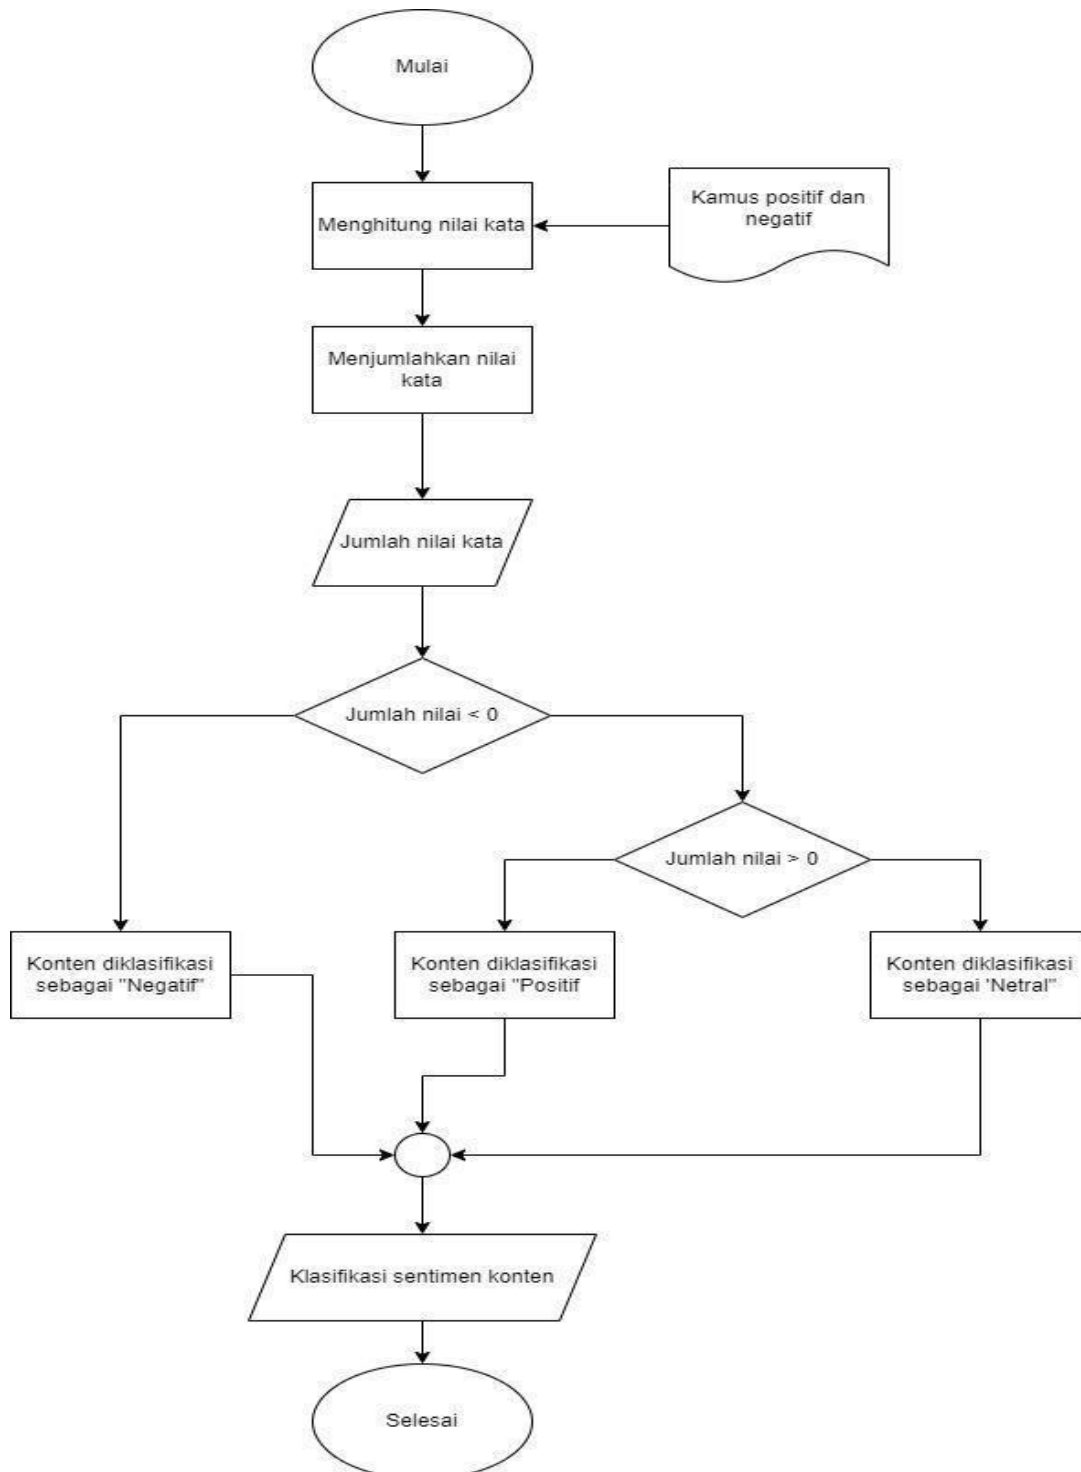 Mulai
Menghitung nilai kata
Kamus positif dan
negatif
Menjumlahkan nilai
kata
Jumlah nilai kata
Jumlah nilai < 0
Jumlah nilai > 0
Konten diklasifikasi
sebagai "Negatif"
Konten diklasifikasi
sebagai "Positif
Konten diklasifikasi
sebagai 'Netral"
Klasifikasi sentimen konten
Selesai